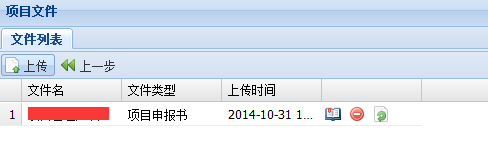 项目文件
文件列表
上传 上一步
文件名 文件类型 上传时间
1 项目申报书 2014-10-31 1...